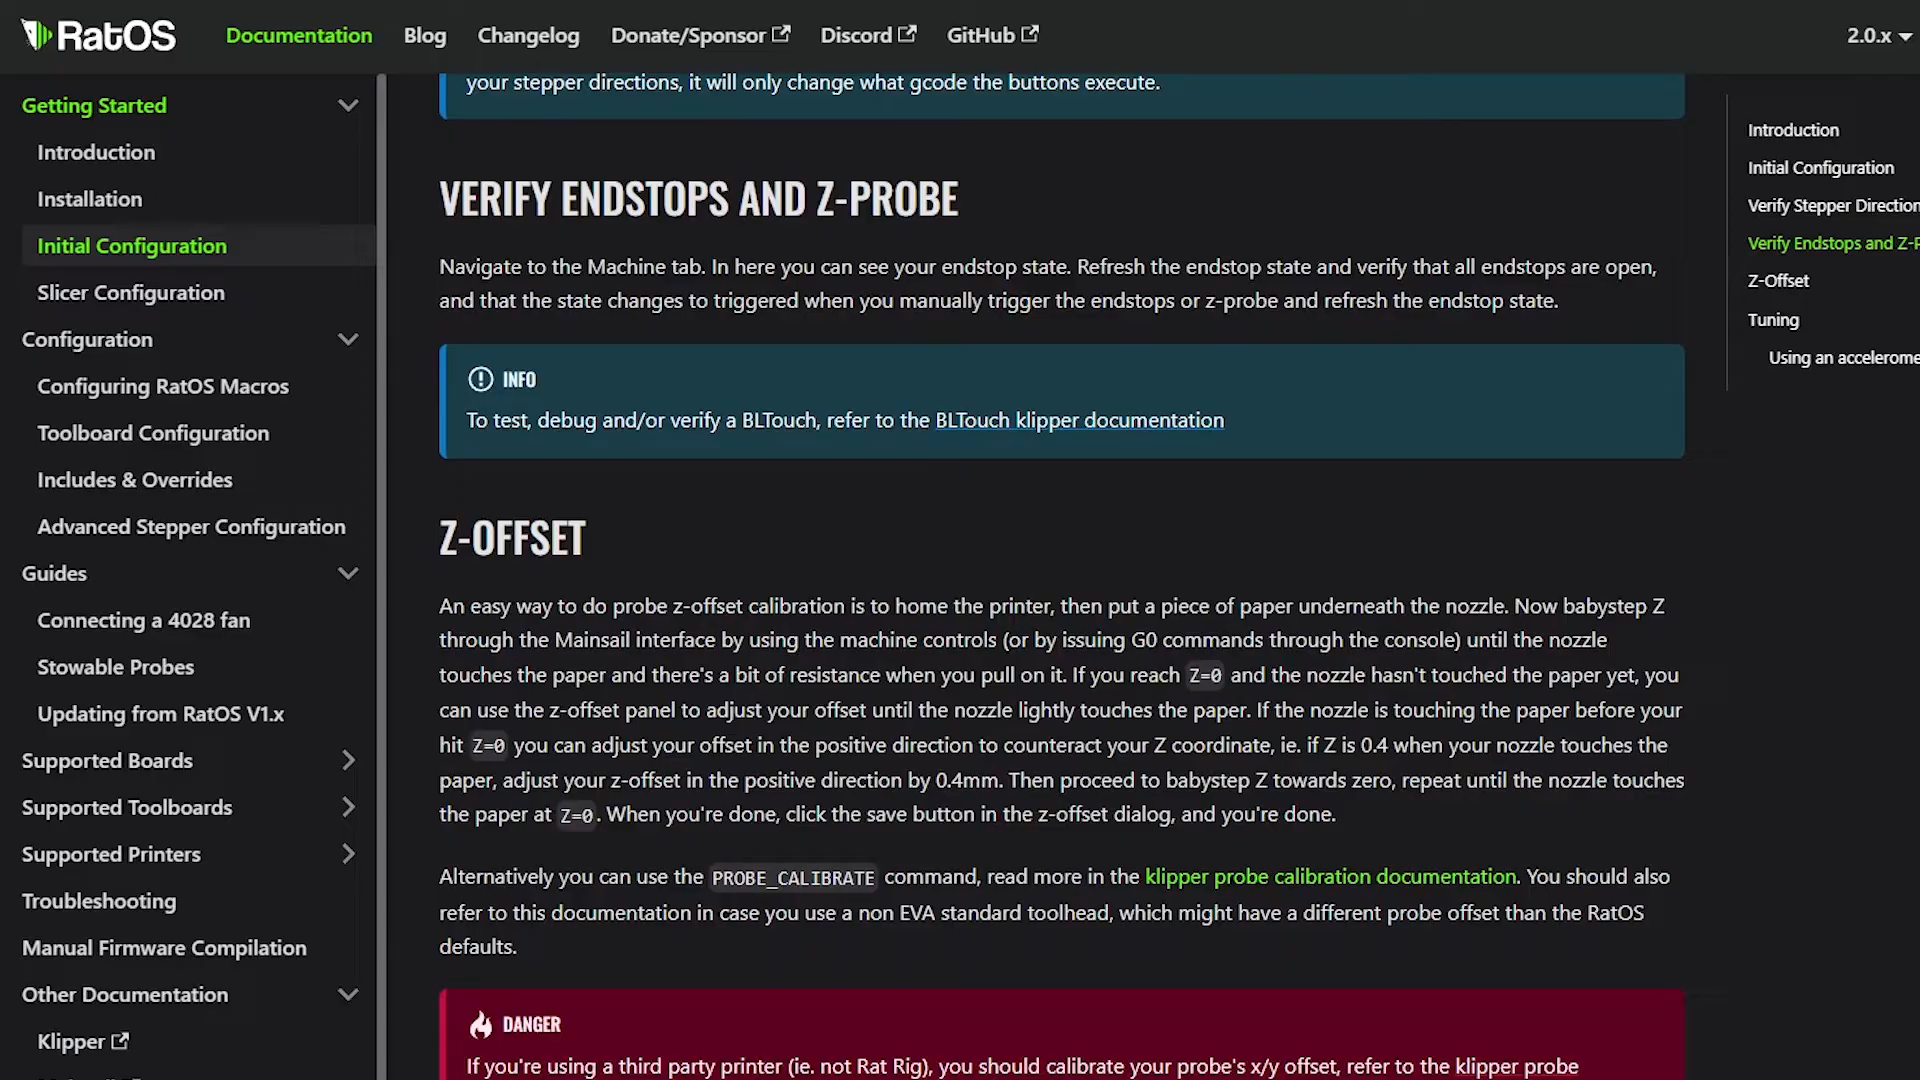 RatOS
Documentation
Blog
Changelog
Donate/Sponsor
Discord
GitHub
2.0.x
Getting Started
Introduction
Installation
Initial Configuration
Slicer Configuration
Configuration
Configuring RatOS Macros
Toolboard Configuration
Includes & Overrides
Advanced Stepper Configuration
Guides
Connecting a 4028 fan
Stowable Probes
Updating from RatOS V1.x
Supported Boards
Supported Toolboards
Supported Printers
Troubleshooting
Manual Firmware Compilation
Other Documentation
Klipper
your stepper directions, it will only change what gcode the buttons execute.
VERIFY ENDSTOPS AND Z-PROBE
Navigate to the Machine tab. In here you can see your endstop state. Refresh the endstop state and verify that all endstops are open,
and that the state changes to triggered when you manually trigger the endstops or z-probe and refresh the endstop state.
INFO
To test, debug and/or verify a BLTouch, refer to the BLTouch klipper documentation
Z-OFFSET
An easy way to do probe z-offset calibration is to home the printer, then put a piece of paper underneath the nozzle. Now babystep Z
through the Mainsail interface by using the machine controls (or by issuing G0 commands through the console) until the nozzle
touches the paper and there's a bit of resistance when you pull on it. If you reach Z=0 and the nozzle hasn't touched the paper yet, you
can use the z-offset panel to adjust your offset until the nozzle lightly touches the paper. If the nozzle is touching the paper before your
hit Z=0 you can adjust your offset in the positive direction to counteract your Z coordinate, ie. if Z is 0.4 when your nozzle touches the
paper, adjust your z-offset in the positive direction by 0.4mm. Then proceed to babystep Z towards zero, repeat until the nozzle touches
the paper at Z=0. When you're done, click the save button in the z-offset dialog, and you're done.
Alternatively you can use the PROBE_CALIBRATE command, read more in the klipper probe calibration documentation. You should also
refer to this documentation in case you use a non EVA standard toolhead, which might have a different probe offset than the RatOS
defaults.
DANGER
If you're using a third party printer (ie. not Rat Rig), you should calibrate your probe's x/y offset, refer to the klipper probe
Introduction
Initial Configuration
Verify Stepper Direction
Verify Endstops and Z-P
Z-Offset
Tuning
Using an accelerome